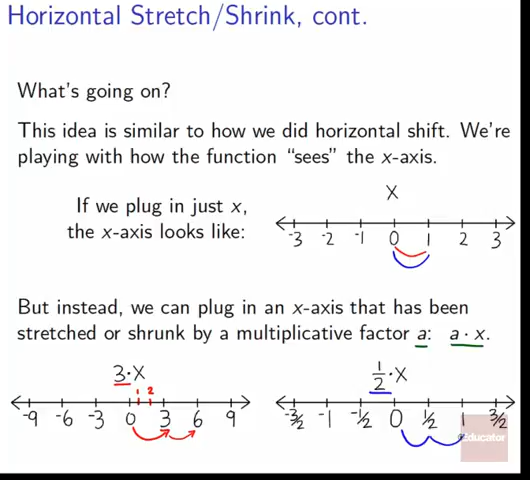 Horizontal Stretch/Shrink, cont.
What's going on?
This idea is similar to how we did horizontal shift. We're
playing with how the function “sees” the x-axis.
If we plug in just x,
the x-axis looks like:
X
-3 -2 -1 0 1 2 3
But instead, we can plug in an x-axis that has been
stretched or shrunk by a multiplicative factor a: a · x.
3·X
1 2
-9 -6 -3 0 3 6 9
1/2·X
-3/2 -1 -1/2 0 1/2 1 3/2
educator